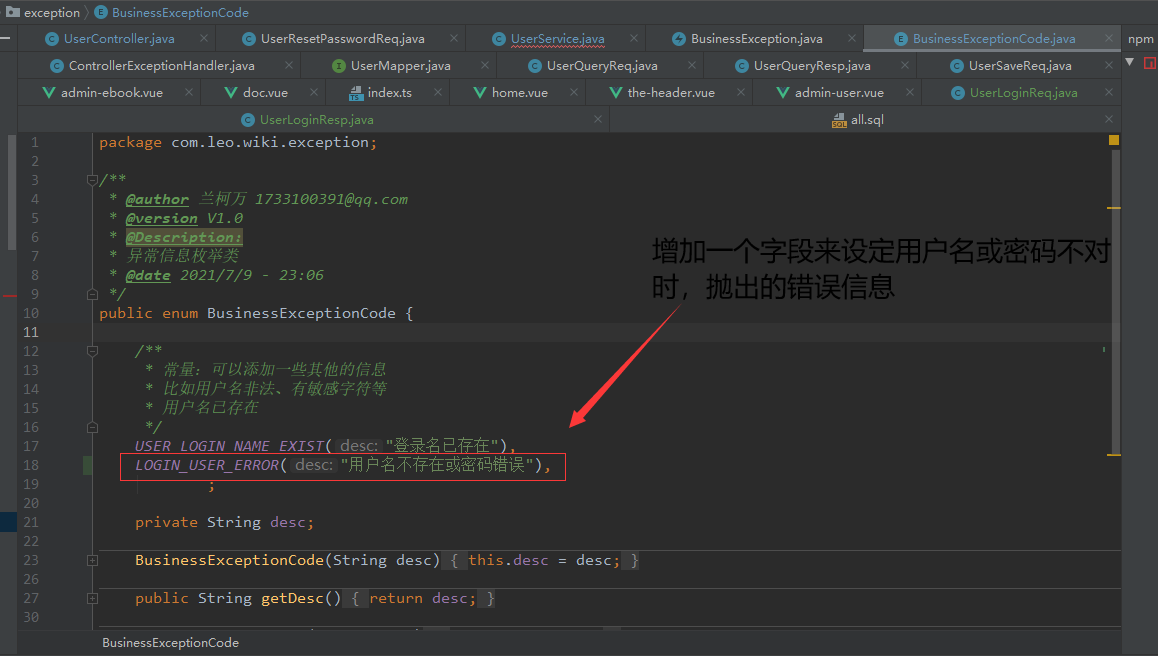 exception BusinessExceptionCode
UserController.java UserResetPasswordReq.java UserService.java BusinessException.java BusinessExceptionCode.java npm
ControllerExceptionHandler.java UserMapper.java UserQueryReq.java UserQueryResp.java UserSaveReq.java
admin-ebook.vue doc.vue index.ts home.vue the-header.vue admin-user.vue UserLoginReq.java
UserLoginResp.java all.sql
1 package com.leo.wiki.exception;
2
3 /**
4 * @author 兰柯万 1733100391@qq.com
5 * @version V1.0
6 * @Description:
7 * 异常信息枚举类
8 * @date 2021/7/9 - 23:06
9 */
10 public enum BusinessExceptionCode {
11
12 /**
13 * 常量：可以添加一些其他的信息
14 * 比如用户名非法、有敏感字符等
15 * 用户名已存在
16 */
17 USER_LOGIN_NAME_EXIST( desc: "登录名已存在"),
18 LOGIN_USER_ERROR( desc: "用户名不存在或密码错误"),
19 ;
20
21 private String desc;
22
23 BusinessExceptionCode(String desc) { this.desc = desc; }
26
27 public String getDesc() { return desc; }
30
增加一个字段来设定用户名或密码不对
时，抛出的错误信息
BusinessExceptionCode